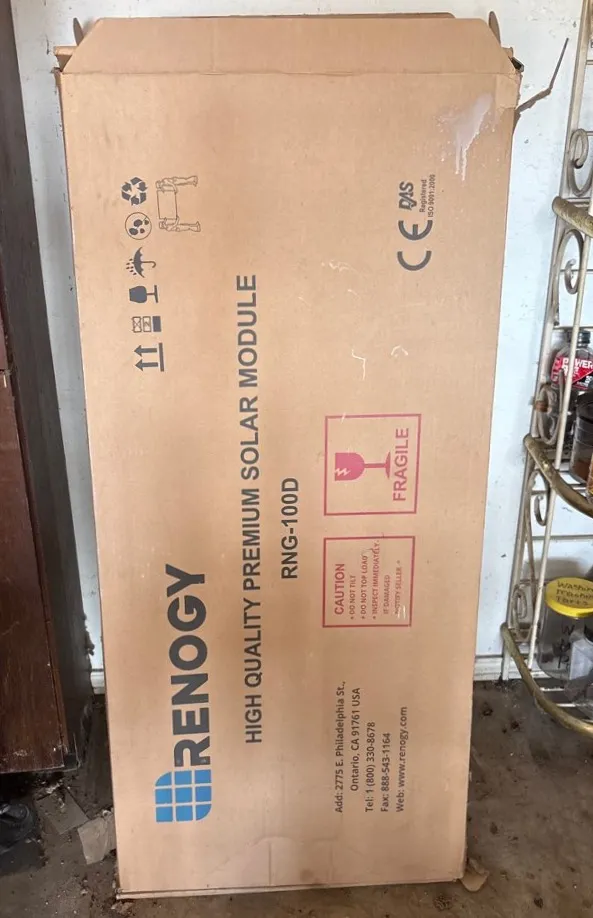 RENOGY
HIGH QUALITY PREMIUM SOLAR MODULE
RNG-100D
CE
DAS
Registered
ISO 9001:2008
FRAGILE
CAUTION
• DO NOT TILT
• DO NOT TOP LOAD
• INSPECT IMMEDIATELY.
IF DAMAGED
NOTIFY SELLER
Add: 2775 E. Philadelphia St.,
Ontario, CA 91761 USA
Tel: 1 (800) 330-8678
Fax: 888-543-1164
Web: www.renogy.com